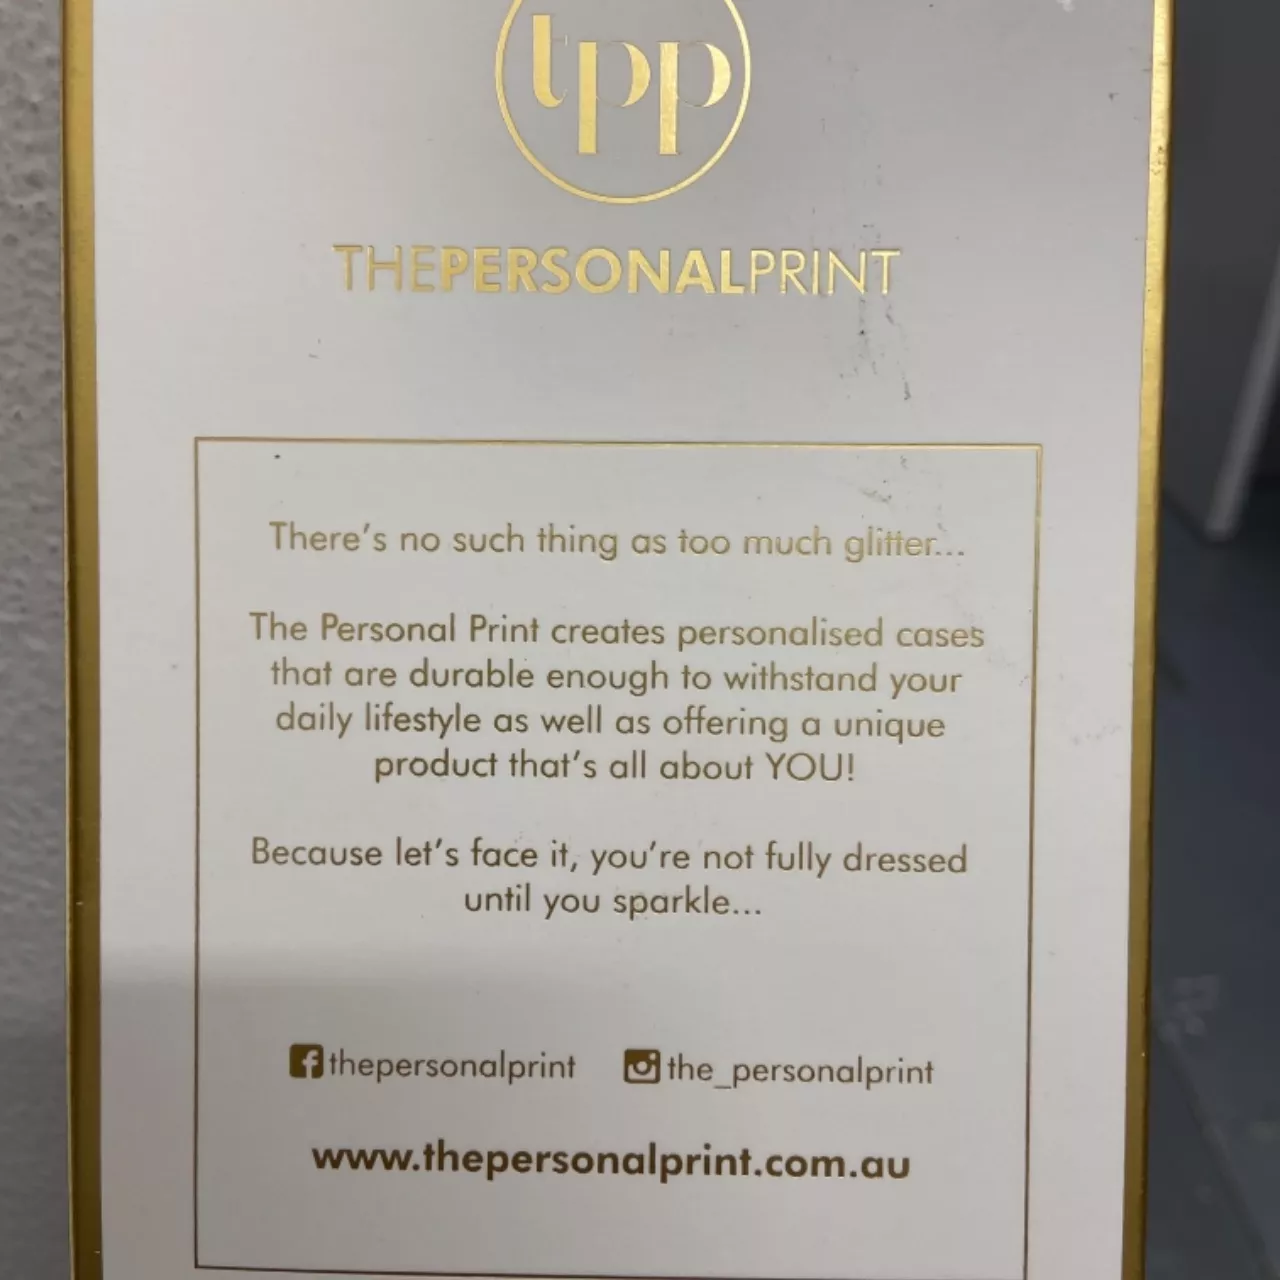 tpp
THEPERSONALPRINT
There's no such thing as too much glitter...
The Personal Print creates personalised cases
that are durable enough to withstand your
daily lifestyle as well as offering a unique
product that's all about YOU!
Because let's face it, you're not fully dressed
until you sparkle...
thepersonalprint the_personalprint
www.thepersonalprint.com.au